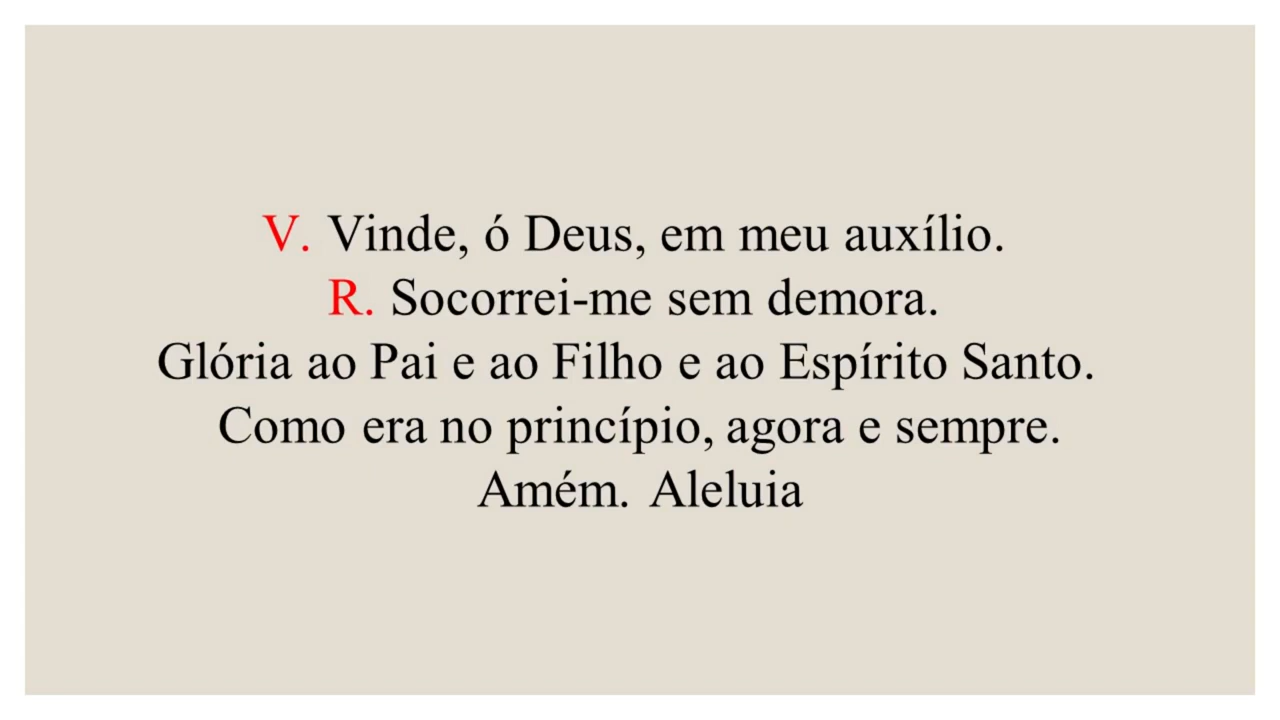 V. Vinde, ó Deus, em meu auxílio.
R. Socorrei-me sem demora.
Glória ao Pai e ao Filho e ao Espírito Santo.
Como era no princípio, agora e sempre.
Amém. Aleluia